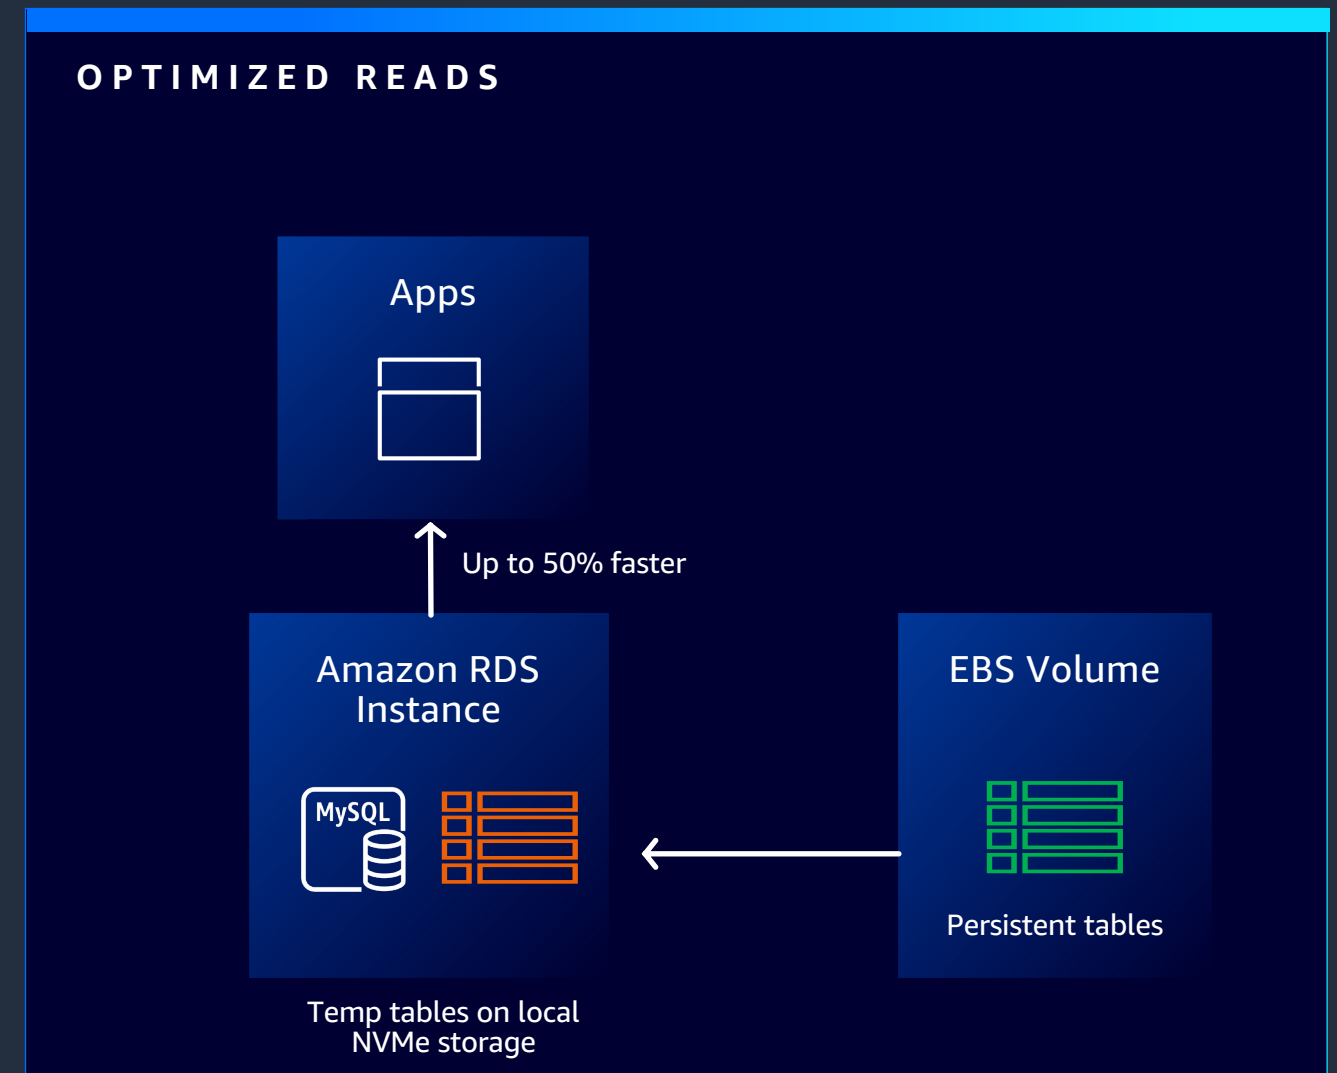 OPTIMIZED READS
Apps
Up to 50% faster
Amazon RDS
Instance
MySQL
Temp tables on local
NVMe storage
EBS Volume
Persistent tables